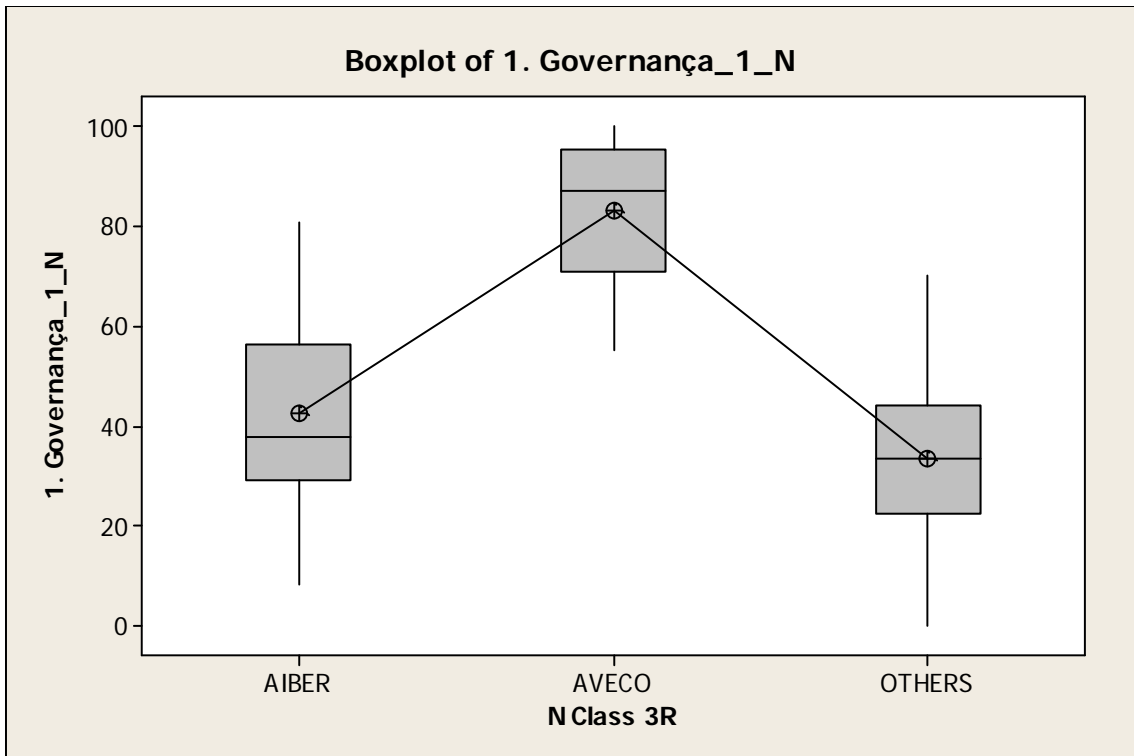 Boxplot of 1. Governança_1_N
1. Governança_1_N
100
80
60
40
20
0
AIBER AVECO OTHERS
N Class 3R